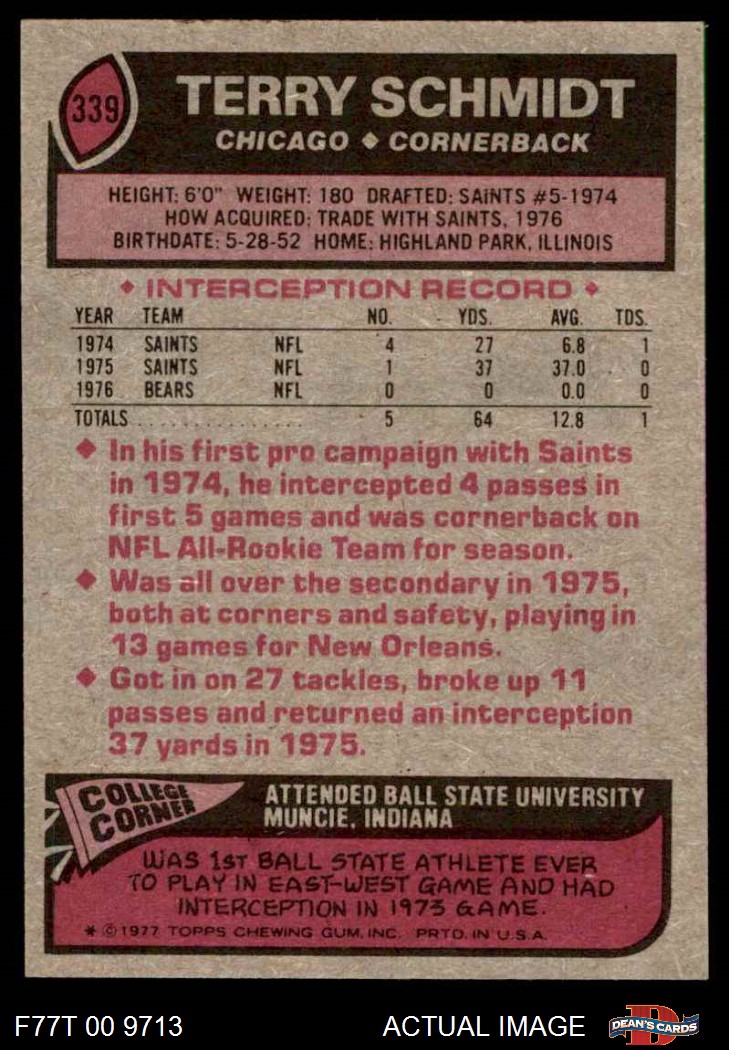 339
TERRY SCHMIDT
CHICAGO ◆ CORNERBACK
HEIGHT: 6'0" WEIGHT: 180 DRAFTED: SAINTS #5-1974
HOW ACQUIRED: TRADE WITH SAINTS, 1976
BIRTHDATE: 5-28-52 HOME: HIGHLAND PARK, ILLINOIS
◆ INTERCEPTION RECORD ◆
YEAR TEAM NO. YDS. AVG. TDS.
1974 SAINTS NFL 4 27 6.8 1
1975 SAINTS NFL 1 37 37.0 0
1976 BEARS NFL 0 0 0.0 0
TOTALS ................ 5 64 12.8 1
◆ In his first pro campaign with Saints
in 1974, he intercepted 4 passes in
first 5 games and was cornerback on
NFL All-Rookie Team for season.
◆ Was all over the secondary in 1975,
both at corners and safety, playing in
13 games for New Orleans.
◆ Got in on 27 tackles, broke up 11
passes and returned an interception
37 yards in 1975.
COLLEGE
CORNER
ATTENDED BALL STATE UNIVERSITY
MUNCIE, INDIANA
WAS 1ST BALL STATE ATHLETE EVER
TO PLAY IN EAST-WEST GAME AND HAD
INTERCEPTION IN 1973 GAME.
* © 1977 TOPPS CHEWING GUM, INC. PRTD. IN U.S.A.
F77T 00 9713 ACTUAL IMAGE D DEAN'S CARDS